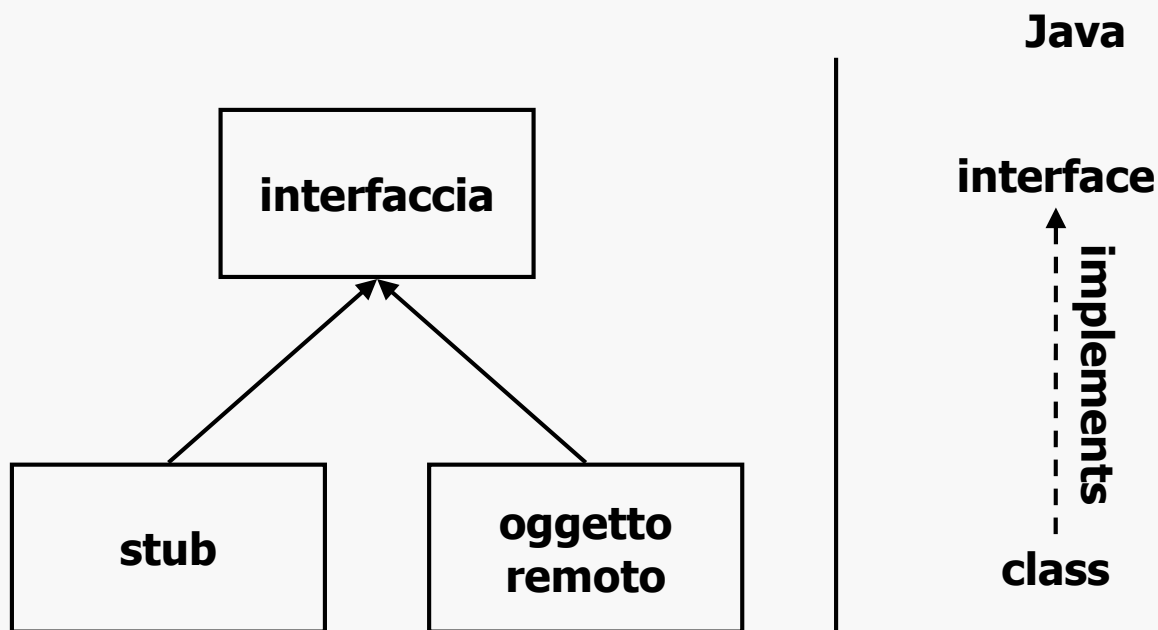 Java
interfaccia
interface
implements
stub
oggetto
remoto
class